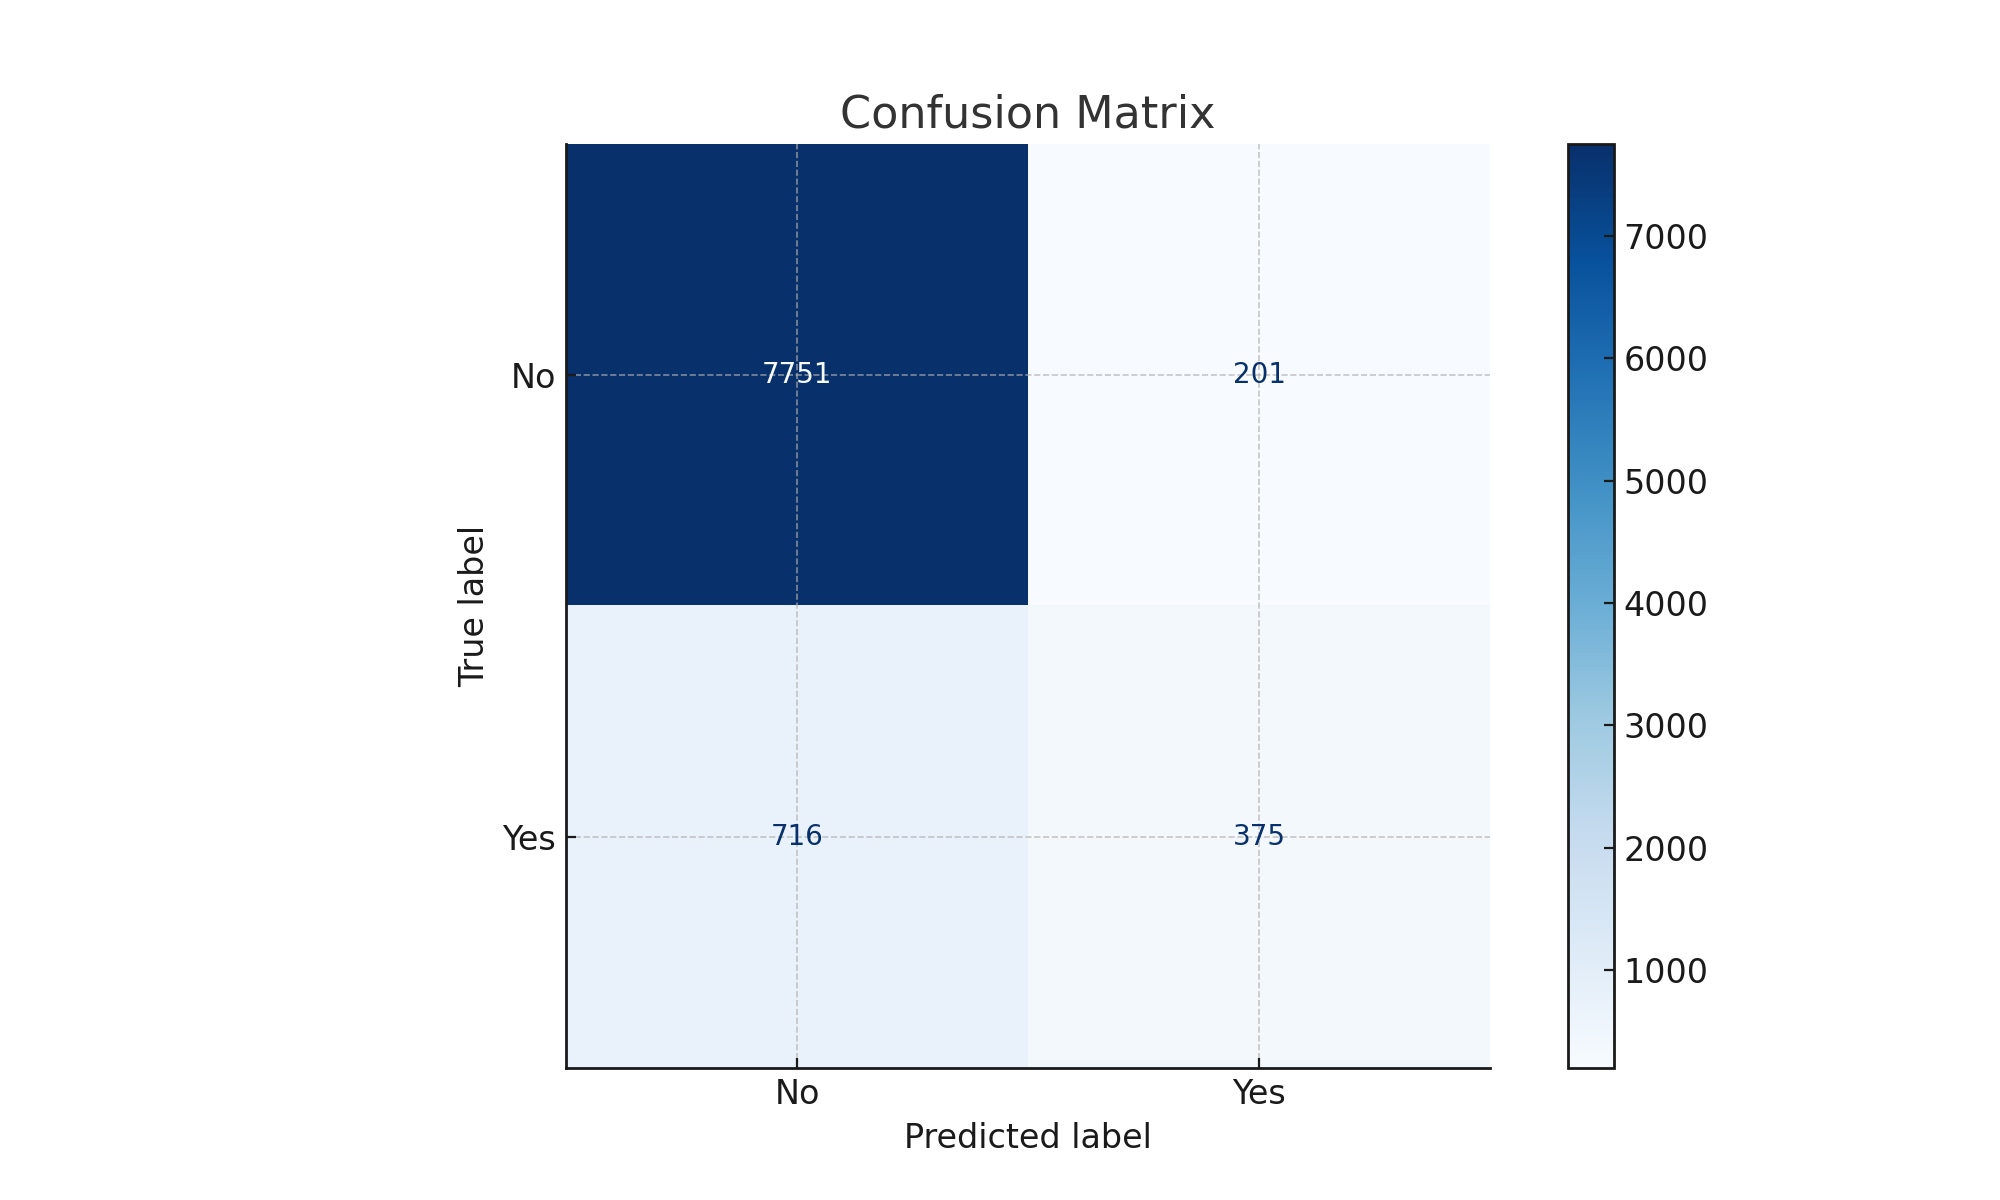 Confusion Matrix
No
7751
201
Yes
716
375
No
Yes
Predicted label
True label
7000
6000
5000
4000
3000
2000
1000